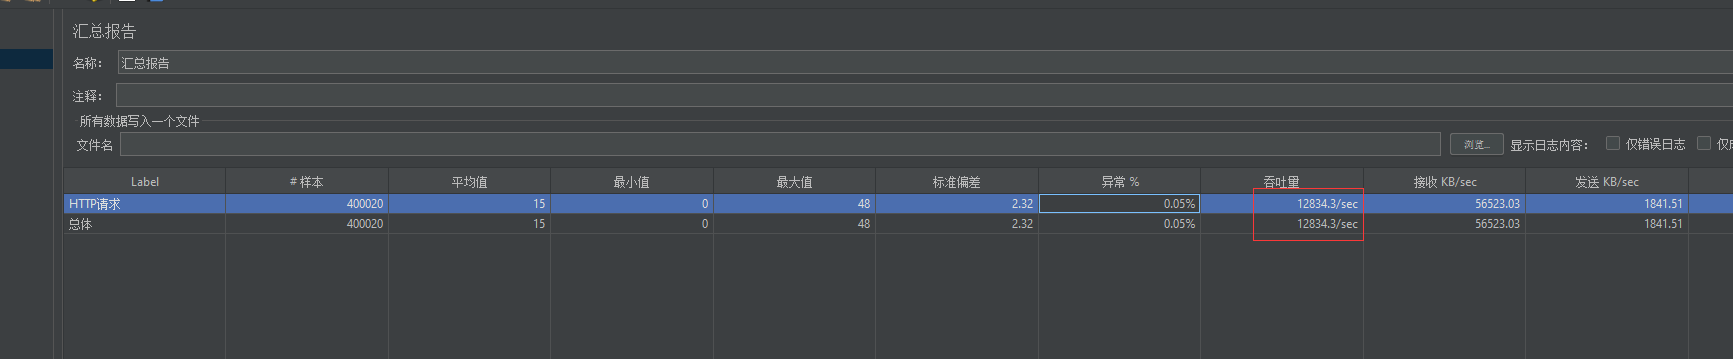 汇总报告
名称： 汇总报告
注释：
所有数据写入一个文件
文件名 浏览... 显示日志内容： 仅错误日志
Label # 样本 平均值 最小值 最大值 标准偏差 异常 % 吞吐量 接收 KB/sec 发送 KB/sec
HTTP请求 400020 15 0 48 2.32 0.05% 12834.3/sec 56523.03 1841.51
总体 400020 15 0 48 2.32 0.05% 12834.3/sec 56523.03 1841.51